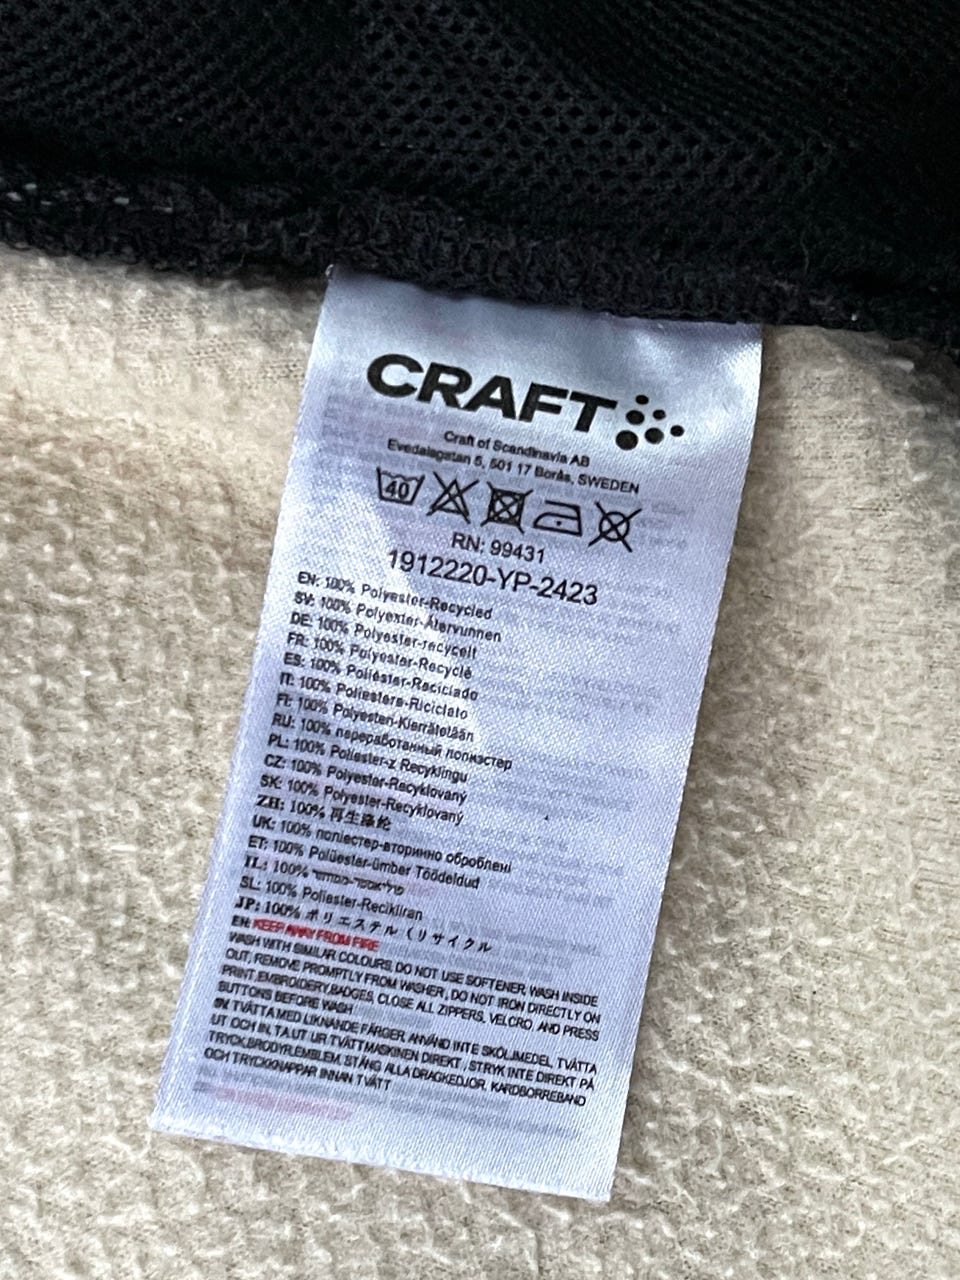 CRAFT
Craft of Scandinavia AB
Evedalsgatan 5, 501 17 Borås, SWEDEN
40
RN: 99431
1912220-YP-2423
EN: 100% Polyester-Recycled
SV: 100% Polyester-Återvunnen
DE: 100% Polyester-recycelt
FR: 100% Polyester-Recyclé
ES: 100% Poliéster-Reciclado
IT: 100% Poliestere-Riciclato
FI: 100% Polyesteri-Kierrätetään
RU: 100% переработанный полиэстер
PL: 100% Poliester-z Recyklingu
CZ: 100% Polyester-Recyklovaný
SK: 100% Polyester-Recyklovaný
ZH: 100% 再生涤纶
UK: 100% поліестер-вторинно оброблені
ET: 100% Polüester-ümber Töödeldud
IL: 100% פוליאסטר-ממוחזר
SL: 100% Poliester-Recikliran
JP: 100% ポリエステル (リサイクル
EN: KEEP AWAY FROM FIRE
WASH WITH SIMILAR COLOURS, DO NOT USE SOFTENER, WASH INSIDE
OUT, REMOVE PROMPTLY FROM WASHER, DO NOT IRON DIRECTLY ON
PRINT,EMBROIDERY,BADGES, CLOSE ALL ZIPPERS, VELCRO, AND PRESS
BUTTONS BEFORE WASH
TVÄTTA MED LIKNANDE FÄRGER, ANVÄND INTE SKÖLJMEDEL, TVÄTTA
UT OCH IN, TA UT UR TVÄTTMASKINEN DIREKT, STRYK INTE DIREKT PÅ
TRYCK,BRODYR,EMBLEM, STÄNG ALLA DRAGKEDJOR, KARDBORREBAND
OCH TRYCKKNAPPAR INNAN TVÄTT